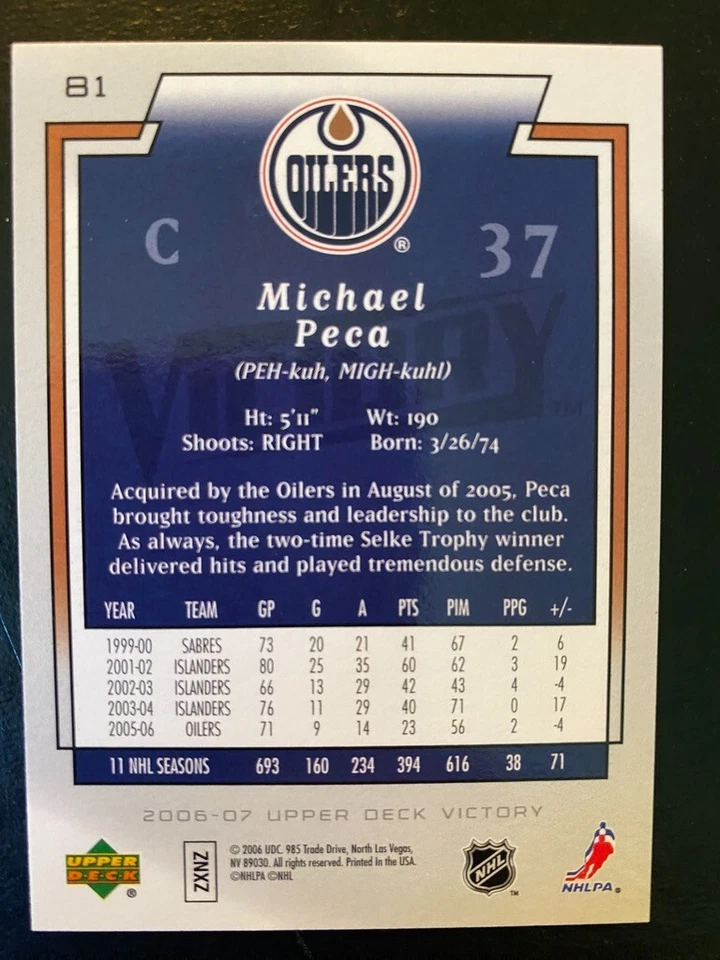 81
OILERS
®
C 37
Michael
Peca
(PEH-kuh, MIGH-kuhl)
VICTORY
TM
Ht: 5'11" Wt: 190
Shoots: RIGHT Born: 3/26/74
Acquired by the Oilers in August of 2005, Peca
brought toughness and leadership to the club.
As always, the two-time Selke Trophy winner
delivered hits and played tremendous defense.
YEAR TEAM GP G A PTS PIM PPG +/-
1999-00 SABRES 73 20 21 41 67 2 6
2001-02 ISLANDERS 80 25 35 60 62 3 19
2002-03 ISLANDERS 66 13 29 42 43 4 -4
2003-04 ISLANDERS 76 11 29 40 71 0 17
2005-06 OILERS 71 9 14 23 56 2 -4
11 NHL SEASONS 693 160 234 394 616 38 71
2006-07 UPPER DECK VICTORY
UPPER
DECK
®
ZXNZ
© 2006 UDC. 985 Trade Drive, North Las Vegas,
NV 89030. All rights reserved. Printed in the USA.
©NHLPA ©NHL
NHL
™
NHLPA®